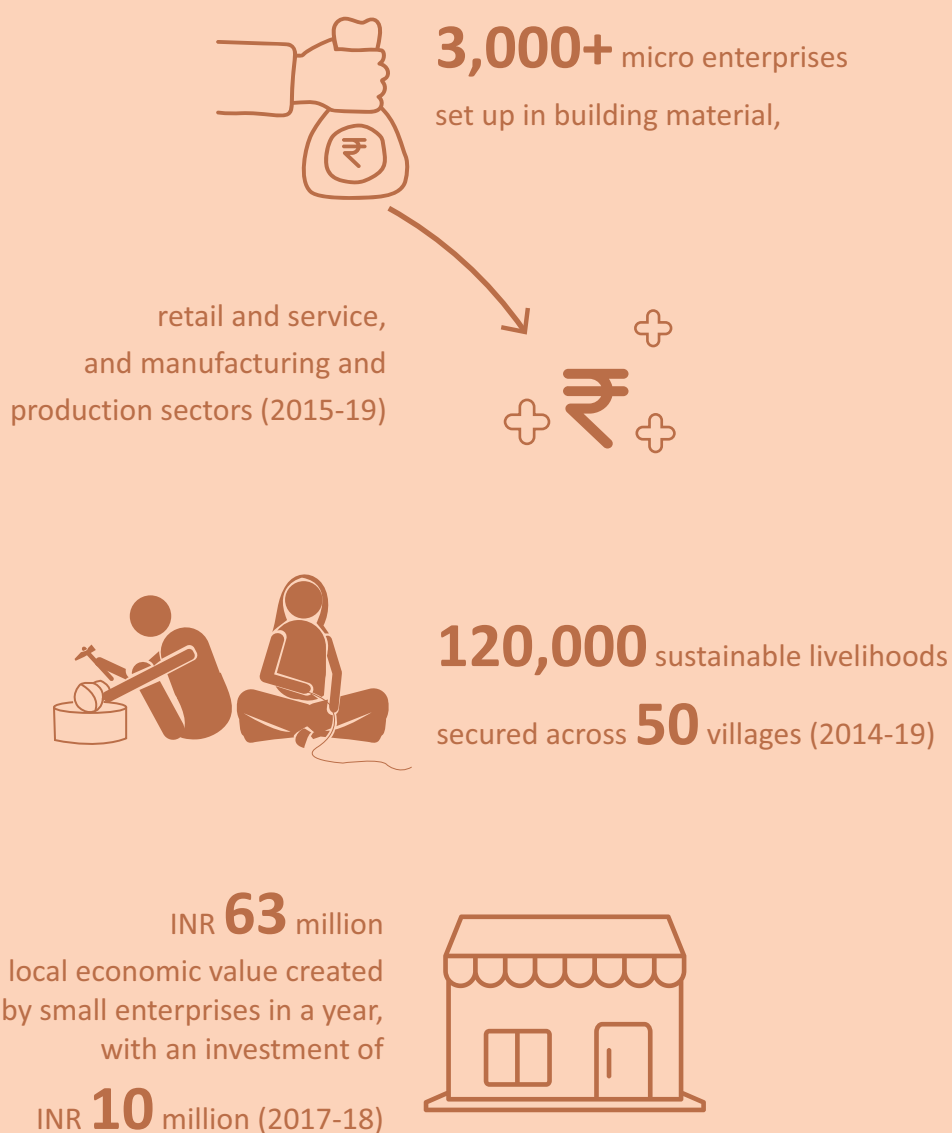 3,000+ micro enterprises
set up in building material,
₹
retail and service,
and manufacturing and
production sectors (2015-19)
₹
120,000 sustainable livelihoods
secured across 50 villages (2014-19)
INR 63 million
local economic value created
by small enterprises in a year,
with an investment of
INR 10 million (2017-18)